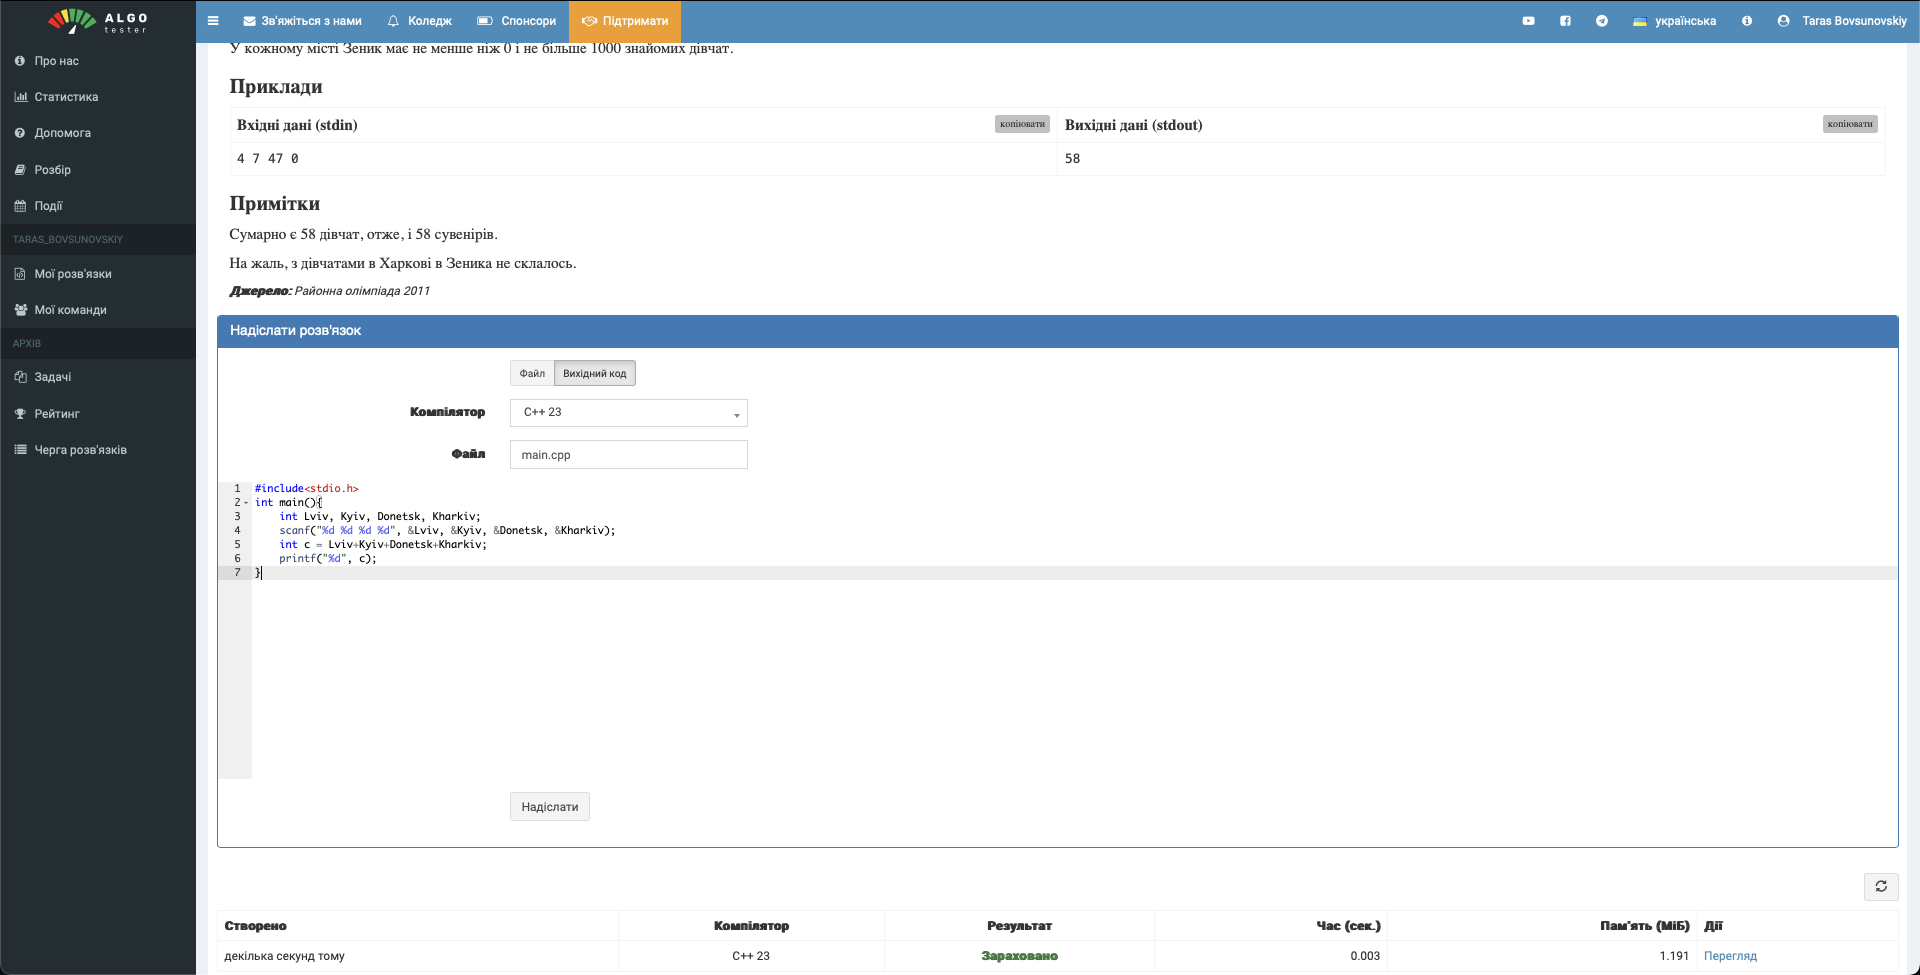 ALGO
tester
Зв'яжіться з нами
Коледж
Спонсори
Підтримати
українська
Taras Bovsunovskiy
Про нас
Статистика
Допомога
Розбір
Події
TARAS_BOVSUNOVSKIY
Мої розв'язки
Мої команди
АРХІВ
Задачі
Рейтинг
Черга розв'язків
У кожному місті Зеник має не менше ніж 0 і не більше 1000 знайомих дівчат.
Приклади
Вхідні дані (stdin) копіювати Вихідні дані (stdout) копіювати
4 7 47 0 58
Примітки
Сумарно є 58 дівчат, отже, і 58 сувенірів.
На жаль, з дівчатами в Харкові в Зеника не склалось.
Джерело: Районна олімпіада 2011
Надіслати розв'язок
Файл Вихідний код
Компілятор C++ 23
Файл main.cpp
1 #include<stdio.h>
2 int main(){
3 int Lviv, Kyiv, Donetsk, Kharkiv;
4 scanf("%d %d %d %d", &Lviv, &Kyiv, &Donetsk, &Kharkiv);
5 int c = Lviv+Kyiv+Donetsk+Kharkiv;
6 printf("%d", c);
7 }
Надіслати
Створено Компілятор Результат Час (сек.) Пам'ять (МіБ) Дії
декілька секунд тому C++ 23 Зараховано 0.003 1.191 Перегляд